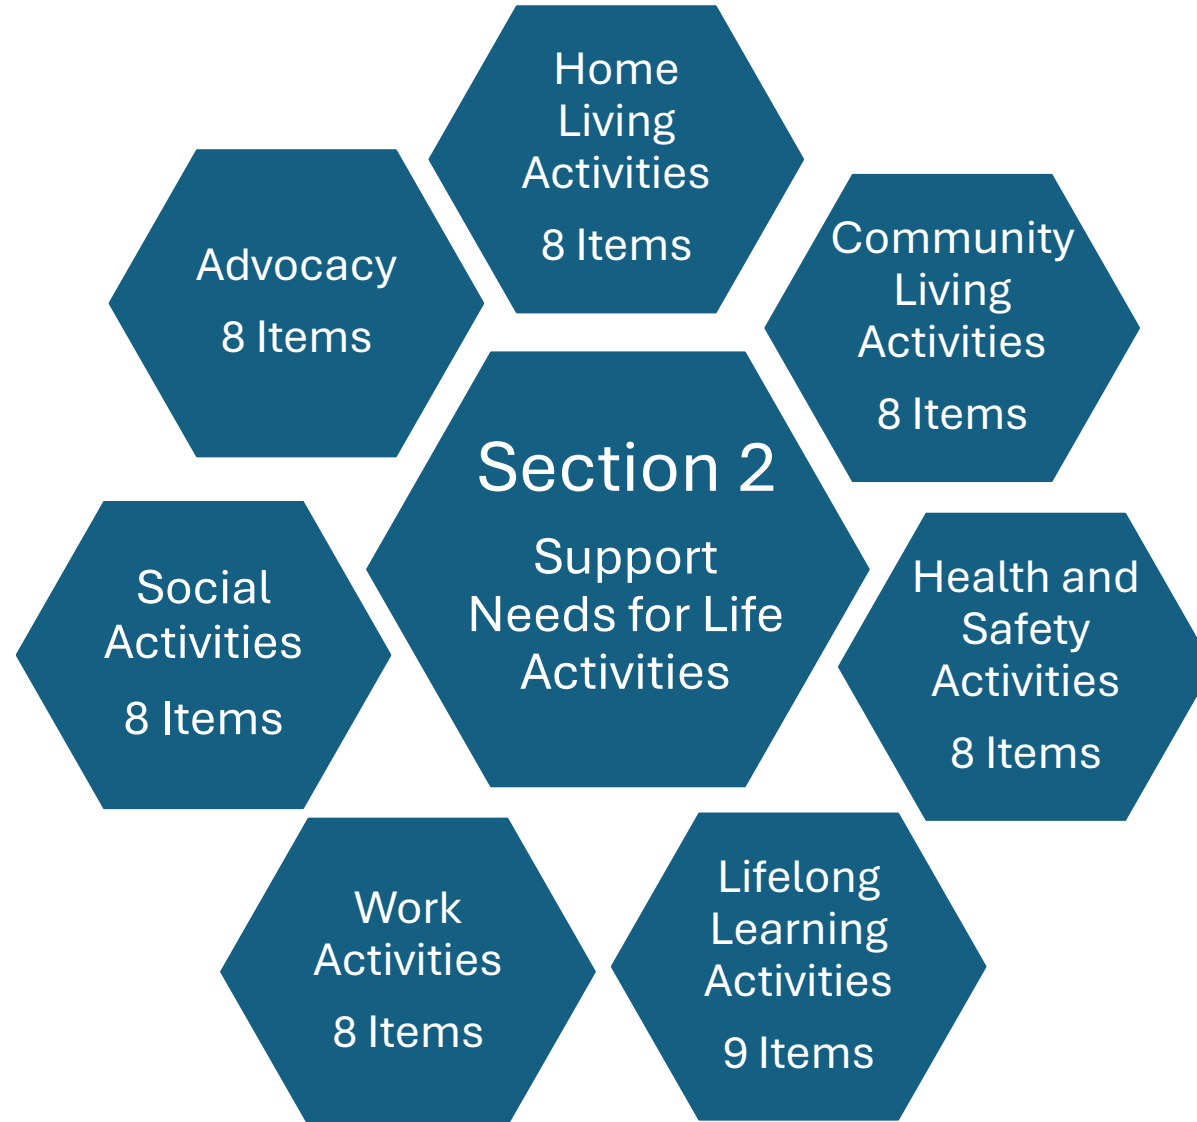 Home
Living
Activities
8 Items
Community
Living
Activities
8 Items
Health and
Safety
Activities
8 Items
Lifelong
Learning
Activities
9 Items
Work
Activities
8 Items
Social
Activities
8 Items
Advocacy
8 Items
Section 2
Support
Needs for Life
Activities